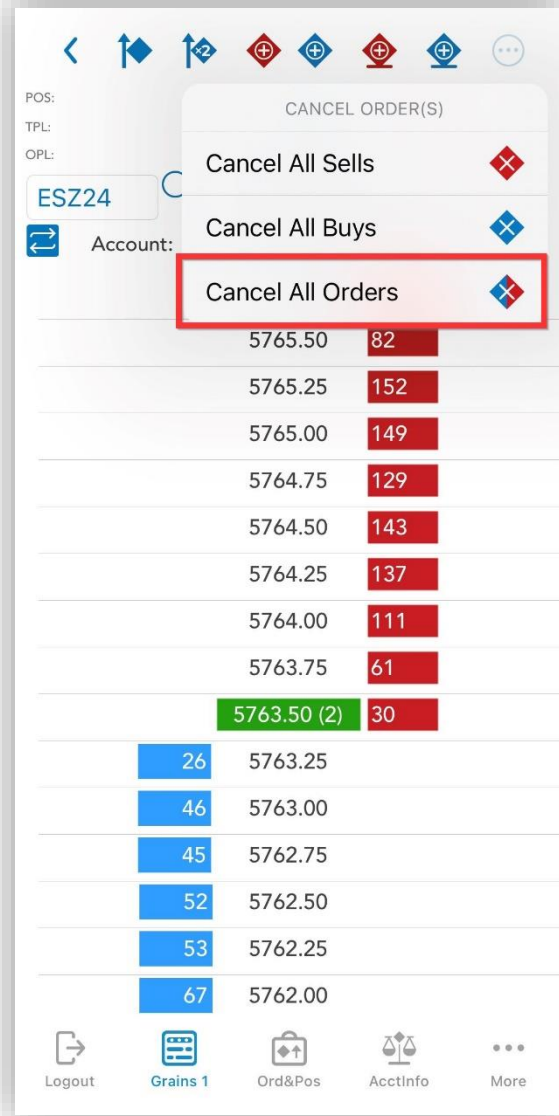 x2
POS:
CANCEL ORDER(S)
TPL:
OPL:
Cancel All Sells
ESZ24
Cancel All Buys
Account:
Cancel All Orders
5765.50 82
5765.25 152
5765.00 149
5764.75 129
5764.50 143
5764.25 137
5764.00 111
5763.75 61
5763.50 (2) 30
26 5763.25
46 5763.00
45 5762.75
52 5762.50
53 5762.25
67 5762.00
Logout Grains 1 Ord&Pos AcctInfo More